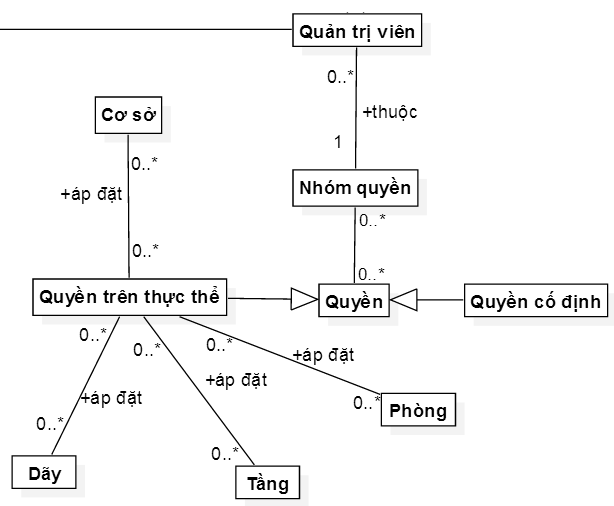 Quản trị viên
0..*
+thuộc
1
Cơ sở
0..*
+áp đặt
0..*
Nhóm quyền
0..*
0..*
Quyền trên thực thể
Quyền
Quyền cố định
0..*
0..*
0..*
+áp đặt
+áp đặt
+áp đặt
0..*
0..*
0..*
Phòng
Dãy
Tầng